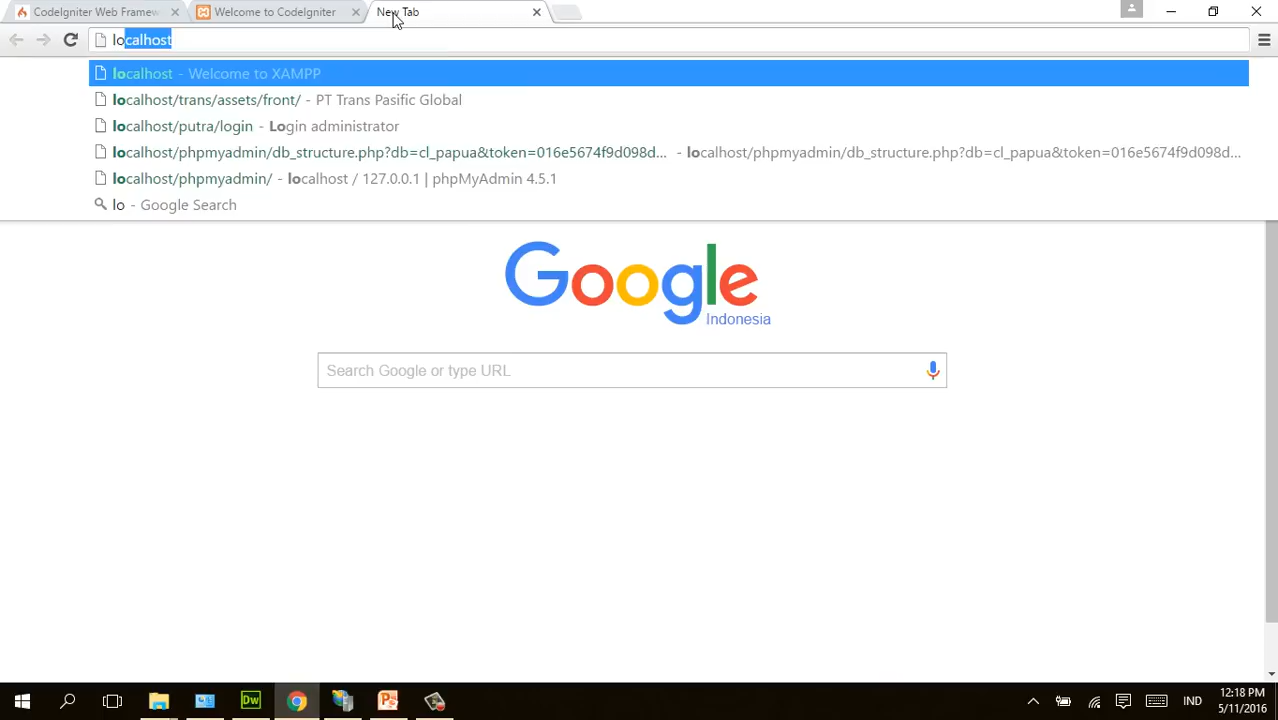 CodeIgniter Web Framew
Welcome to CodeIgniter
New Tab
localhost
localhost - Welcome to XAMPP
localhost/trans/assets/front/ - PT Trans Pasific Global
localhost/putra/login - Login administrator
localhost/phpmyadmin/db_structure.php?db=cl_papua&token=016e5674f9d098d... - localhost/phpmyadmin/db_structure.php?db=cl_papua&token=016e5674f9d098d...
localhost/phpmyadmin/ - localhost / 127.0.0.1 | phpMyAdmin 4.5.1
lo - Google Search
Google
Indonesia
Search Google or type URL
Dw
IND
12:18 PM
5/11/2016